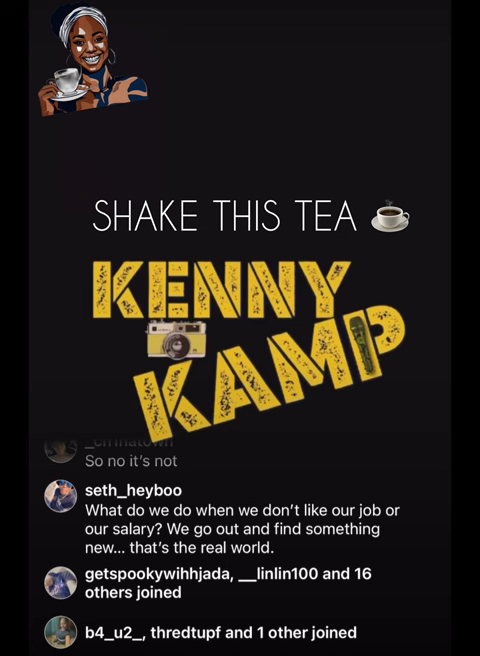 SHAKE THIS TEA
KENNY
KAMP
So no it's not
seth_heyboo
What do we do when we don't like our job or
our salary? We go out and find something
new... that's the real world.
getspookywihhjada, __linlin100 and 16
others joined
b4_u2_, thredtupf and 1 other joined